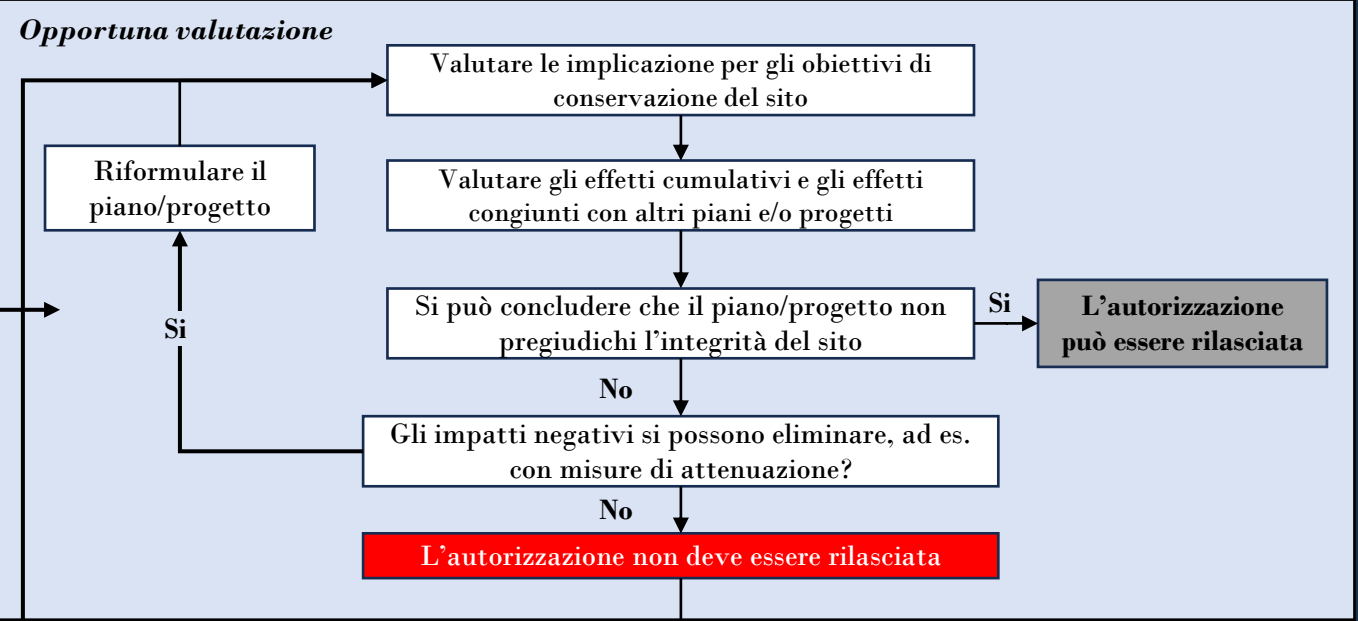 Opportuna valutazione
Valutare le implicazione per gli obiettivi di
conservazione del sito
Riformulare il
piano/progetto
Valutare gli effetti cumulativi e gli effetti
congiunti con altri piani e/o progetti
Si può concludere che il piano/progetto non
pregiudichi l'integrità del sito
Si
L'autorizzazione
può essere rilasciata
Si
No
Gli impatti negativi si possono eliminare, ad es.
con misure di attenuazione?
No
L'autorizzazione non deve essere rilasciata